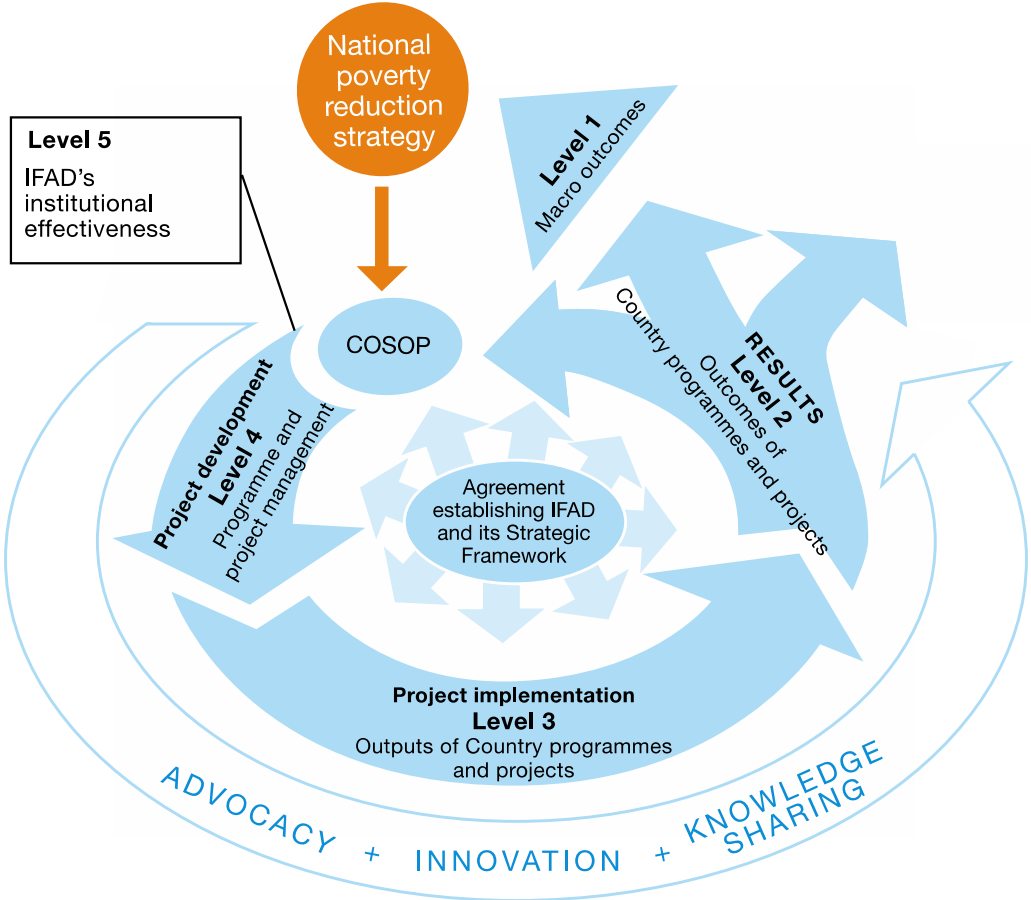 National
poverty
reduction
strategy
Level 5
IFAD's
institutional
effectiveness
Level 1
Macro outcomes
COSOP
RESULTS
Level 2
Outcomes of
Country programmes and projects
Project development
Level 4
Programme and
project management
Agreement
establishing IFAD
and its Strategic
Framework
Project implementation
Level 3
Outputs of Country programmes
and projects
ADVOCACY + INNOVATION + KNOWLEDGE
SHARING